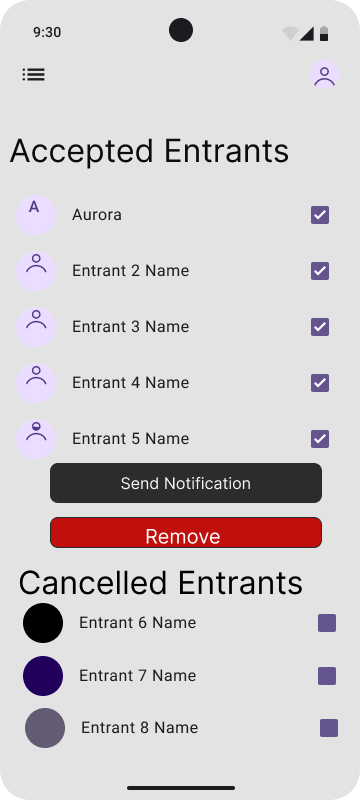 9:30
Accepted Entrants
A
Aurora
Entrant 2 Name
Entrant 3 Name
Entrant 4 Name
Entrant 5 Name
Send Notification
Remove
Cancelled Entrants
Entrant 6 Name
Entrant 7 Name
Entrant 8 Name